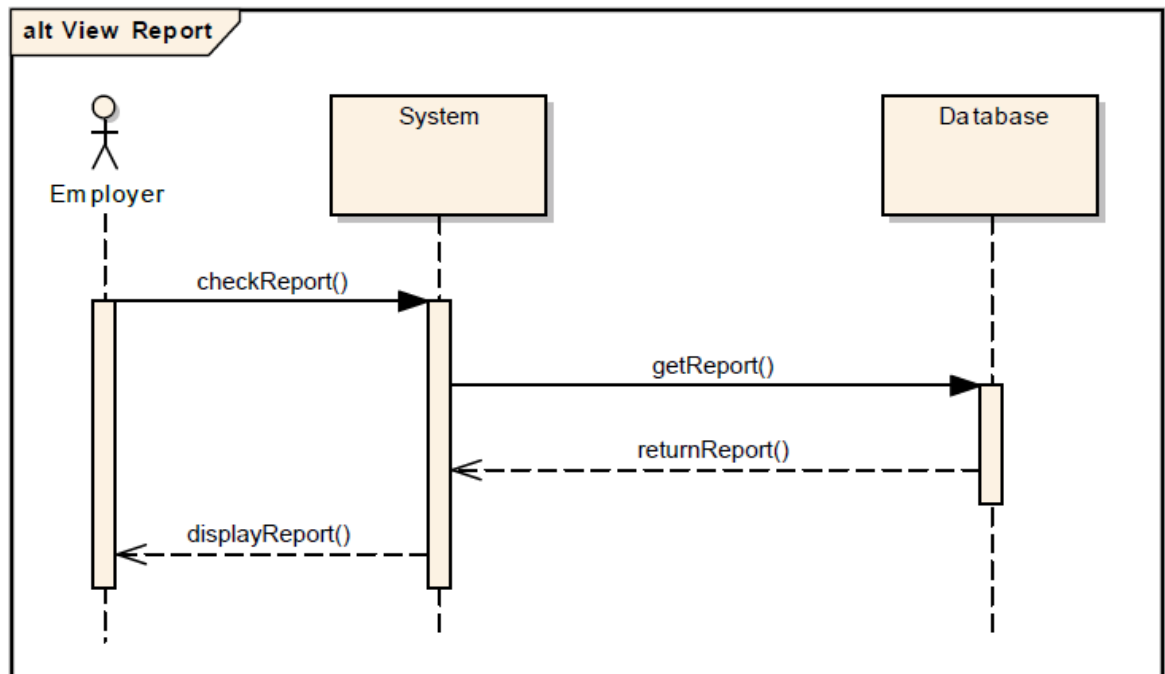 alt View Report
System
Database
Employer
checkReport()
getReport()
returnReport()
displayReport()